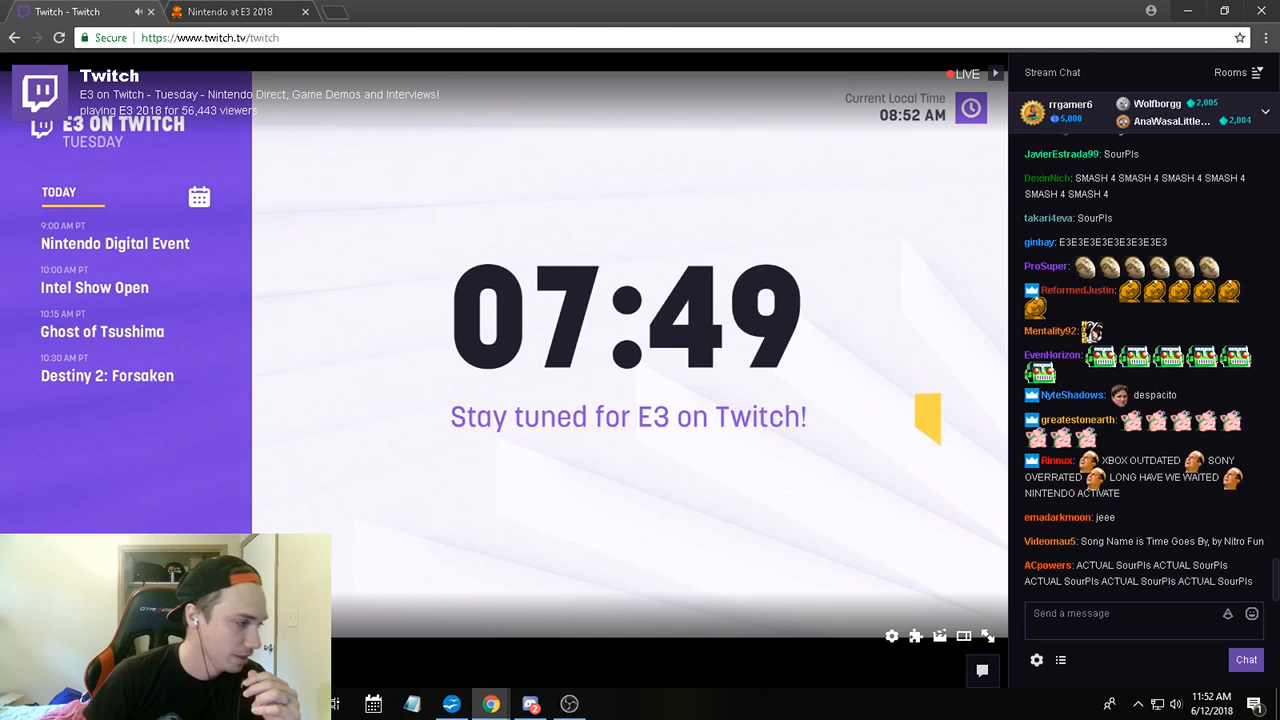 Twitch - Twitch
Nintendo at E3 2018
Secure
https://www.twitch.tv/twitch
Twitch
E3 on Twitch - Tuesday - Nintendo Direct, Game Demos and Interviews!
playing E3 2018 for 56,443 viewers
E3 ON TWITCH
TUESDAY
TODAY
9:00 AM PT
Nintendo Digital Event
10:00 AM PT
Intel Show Open
10:15 AM PT
Ghost of Tsushima
10:30 AM PT
Destiny 2: Forsaken
LIVE
Current Local Time
08:52 AM
07:49
Stay tuned for E3 on Twitch!
Stream Chat
Rooms
rrgamer6
5,000
Wolfborgg 2,005
AnaWasaLittle... 2,004
JavierEstrada99: SourPls
DexinNich: SMASH 4 SMASH 4 SMASH 4 SMASH 4
SMASH 4 SMASH 4
takari4eva: SourPls
ginbay: E3E3E3E3E3E3E3E3E3
ProSuper:
ReformedJustin:
Mentality92:
EvenHorizon:
NyteShadows: despacito
greatestonearth:
Rinnux: XBOX OUTDATED SONY
OVERRATED LONG HAVE WE WAITED
NINTENDO ACTIVATE
emadarkmoon: jeee
Videomau5: Song Name is Time Goes By, by Nitro Fun
ACpowers: ACTUAL SourPls ACTUAL SourPls
ACTUAL SourPls ACTUAL SourPls ACTUAL SourPls
Send a message
Chat
11:52 AM
6/12/2018